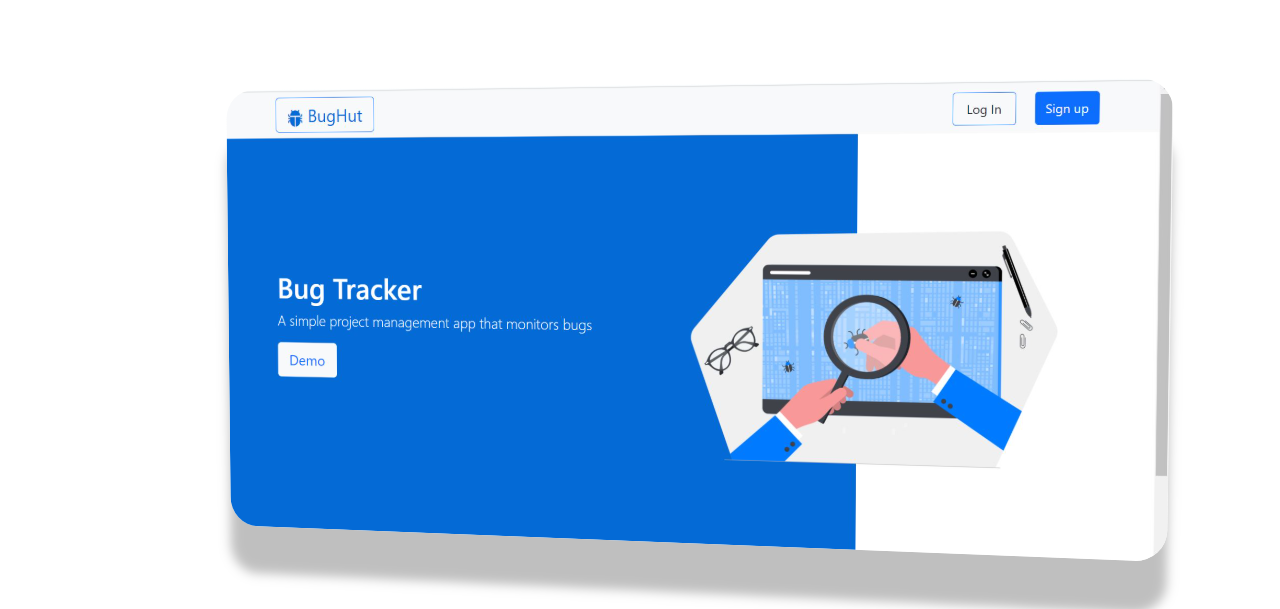 BugHut
Log In
Sign up
Bug Tracker
A simple project management app that monitors bugs
Demo